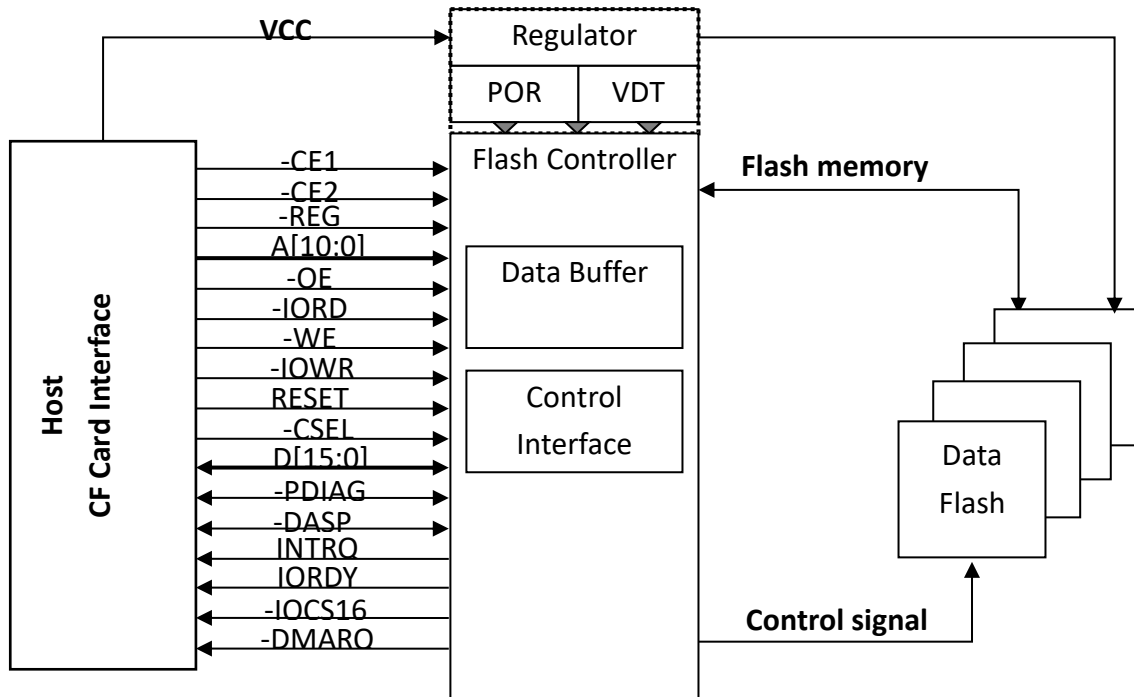 VCC
Regulator
POR
VDT
Flash Controller
-CE1
-CE2
-REG
A[10:0]
-OE
-IORD
-WE
-IOWR
RESET
-CSEL
D[15:0]
-PDIAG
-DASP
INTRQ
IORDY
-IOCS16
-DMARQ
Host
CF Card Interface
Data Buffer
Control
Interface
Flash memory
Data
Flash
Control signal